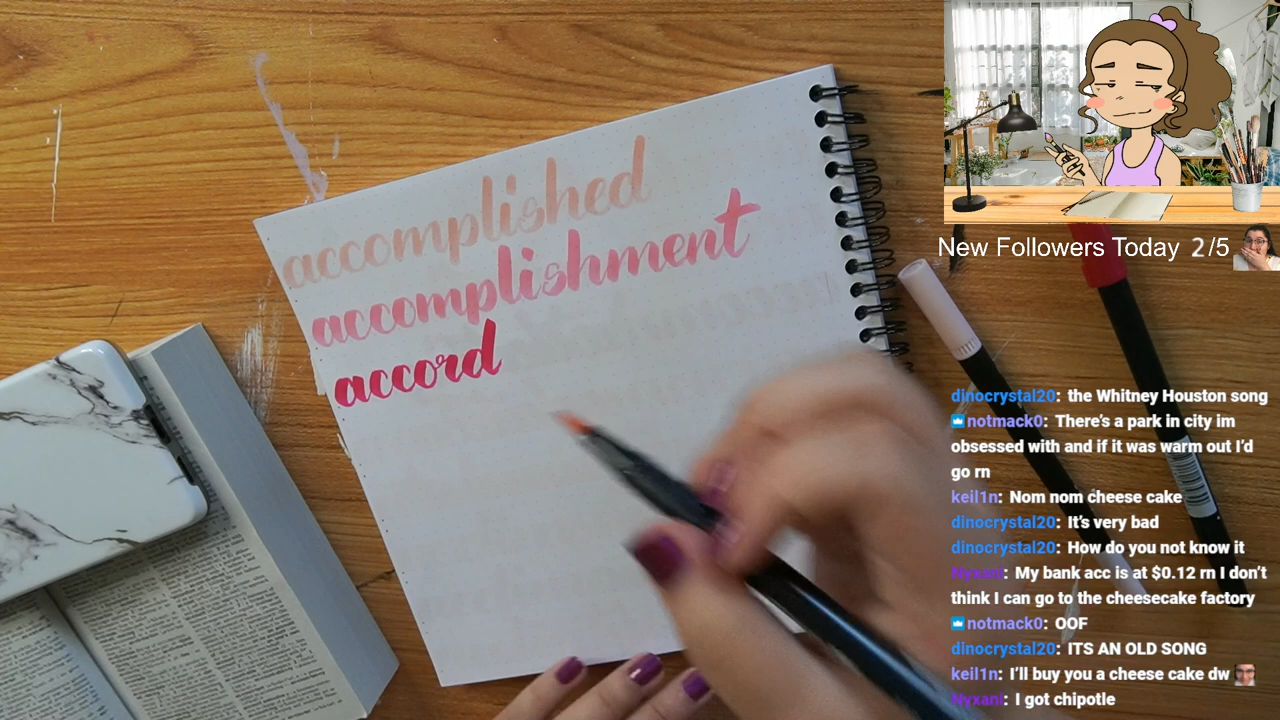 accomplished
accomplishment
accord
New Followers Today 2/5
dinocrystal20: the Whitney Houston song
notmack0: There's a park in city im
obsessed with and if it was warm out I'd
go rn
keil1n: Nom nom cheese cake
dinocrystal20: It's very bad
dinocrystal20: How do you not know it
Nyxani: My bank acc is at $0.12 rn I don't
think I can go to the cheesecake factory
notmack0: OOF
dinocrystal20: ITS AN OLD SONG
keil1n: I'll buy you a cheese cake dw
Nyxani: I got chipotle